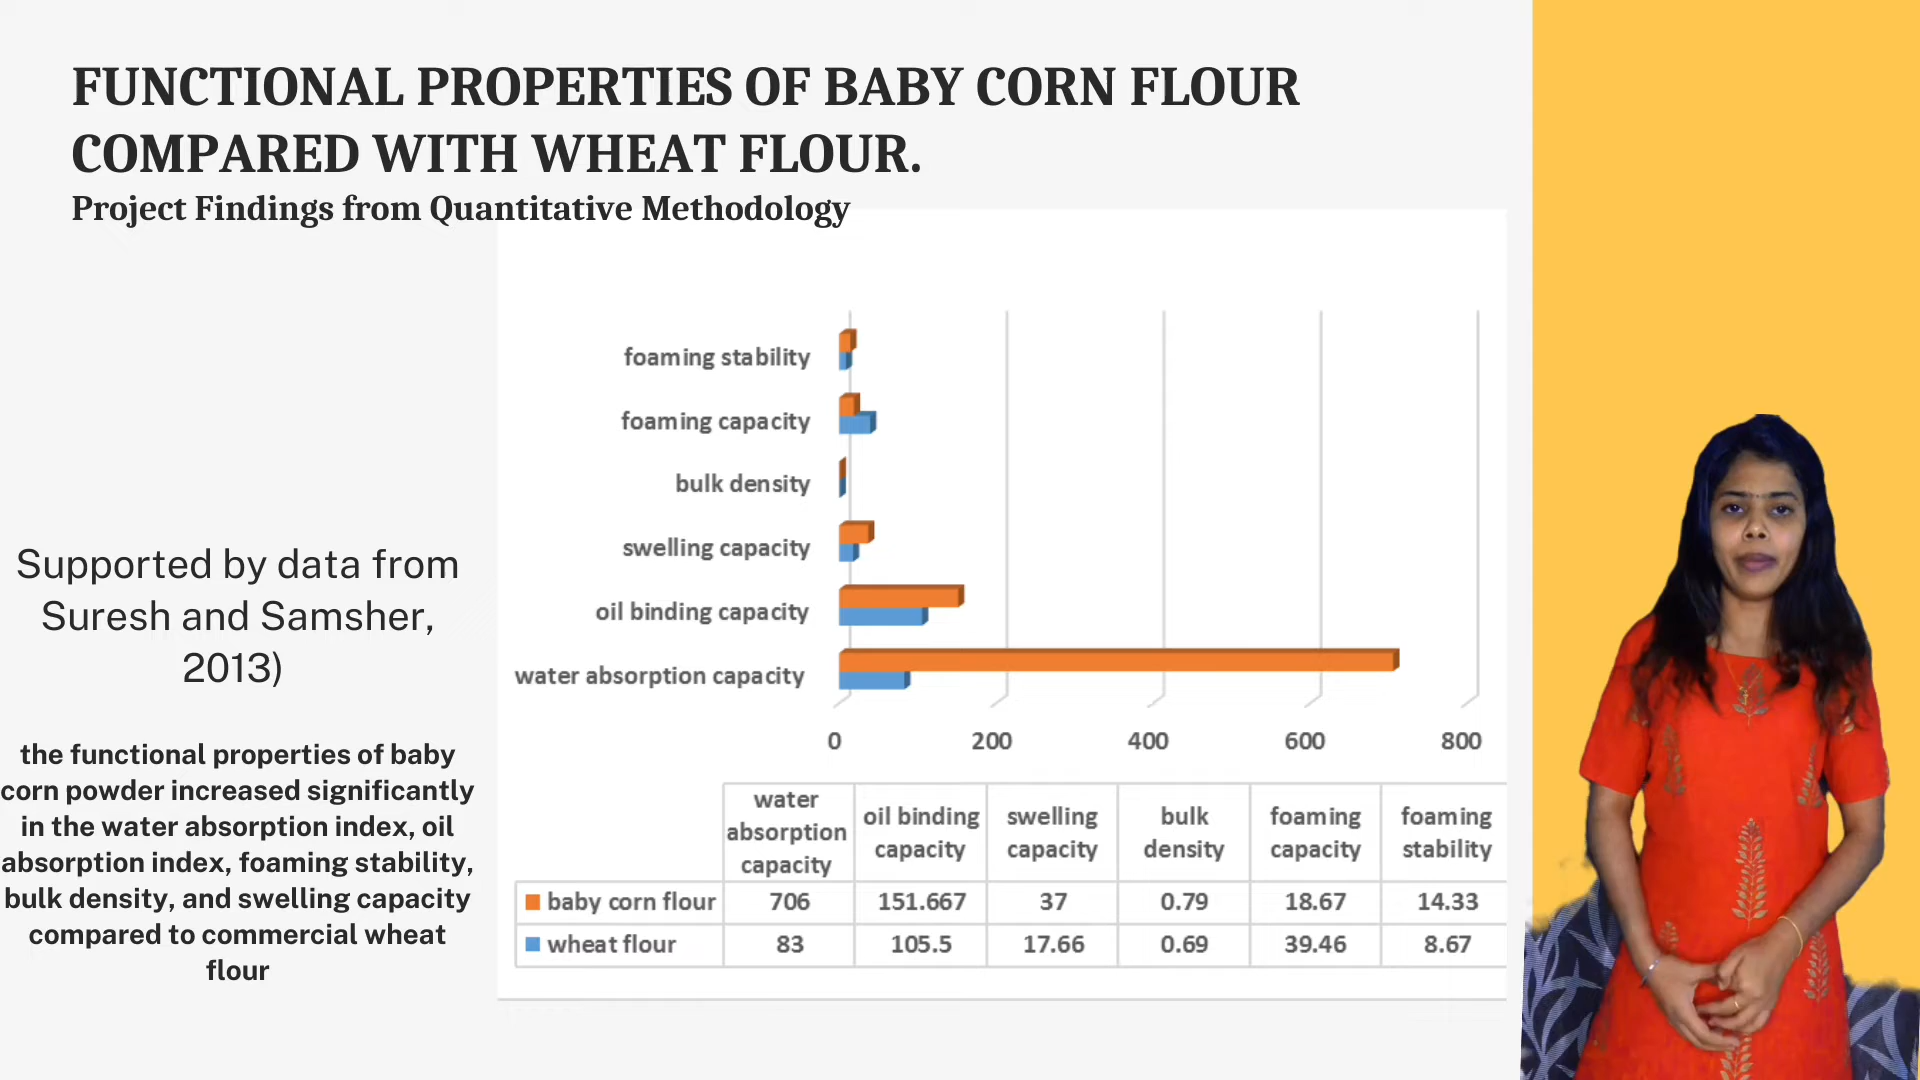 FUNCTIONAL PROPERTIES OF BABY CORN FLOUR
COMPARED WITH WHEAT FLOUR.
Project Findings from Quantitative Methodology
Supported by data from
Suresh and Samsher,
2013)
the functional properties of baby
corn powder increased significantly
in the water absorption index, oil
absorption index, foaming stability,
bulk density, and swelling capacity
compared to commercial wheat
flour
foaming stability
foaming capacity
bulk density
swelling capacity
oil binding capacity
water absorption capacity
0 200 400 600 800
water absorption capacity oil binding capacity swelling capacity bulk density foaming capacity foaming stability
baby corn flour 706 151.667 37 0.79 18.67 14.33
wheat flour 83 105.5 17.66 0.69 39.46 8.67